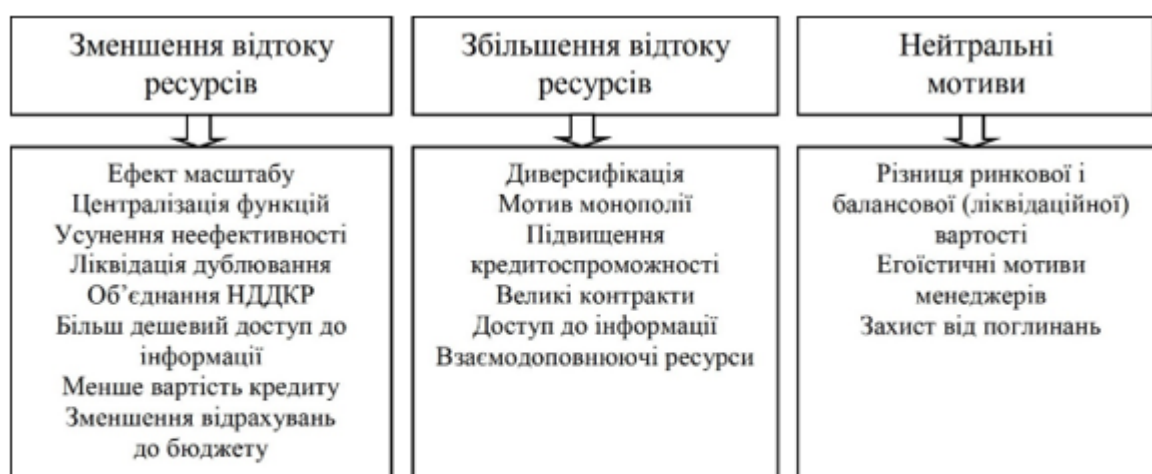 Зменшення відтоку
ресурсів
Збільшення відтоку
ресурсів
Нейтральні
мотиви
Ефект масштабу
Централізація функцій
Усунення неефективності
Ліквідація дублювання
Об’єднання НДДКР
Більш дешевий доступ до
інформації
Менше вартість кредиту
Зменшення відрахувань
до бюджету
Диверсифікація
Мотив монополії
Підвищення
кредитоспроможності
Великі контракти
Доступ до інформації
Взаємодоповнюючі ресурси
Різниця ринкової і
балансової (ліквідаційної)
вартості
Егоїстичні мотиви
менеджерів
Захист від поглинань